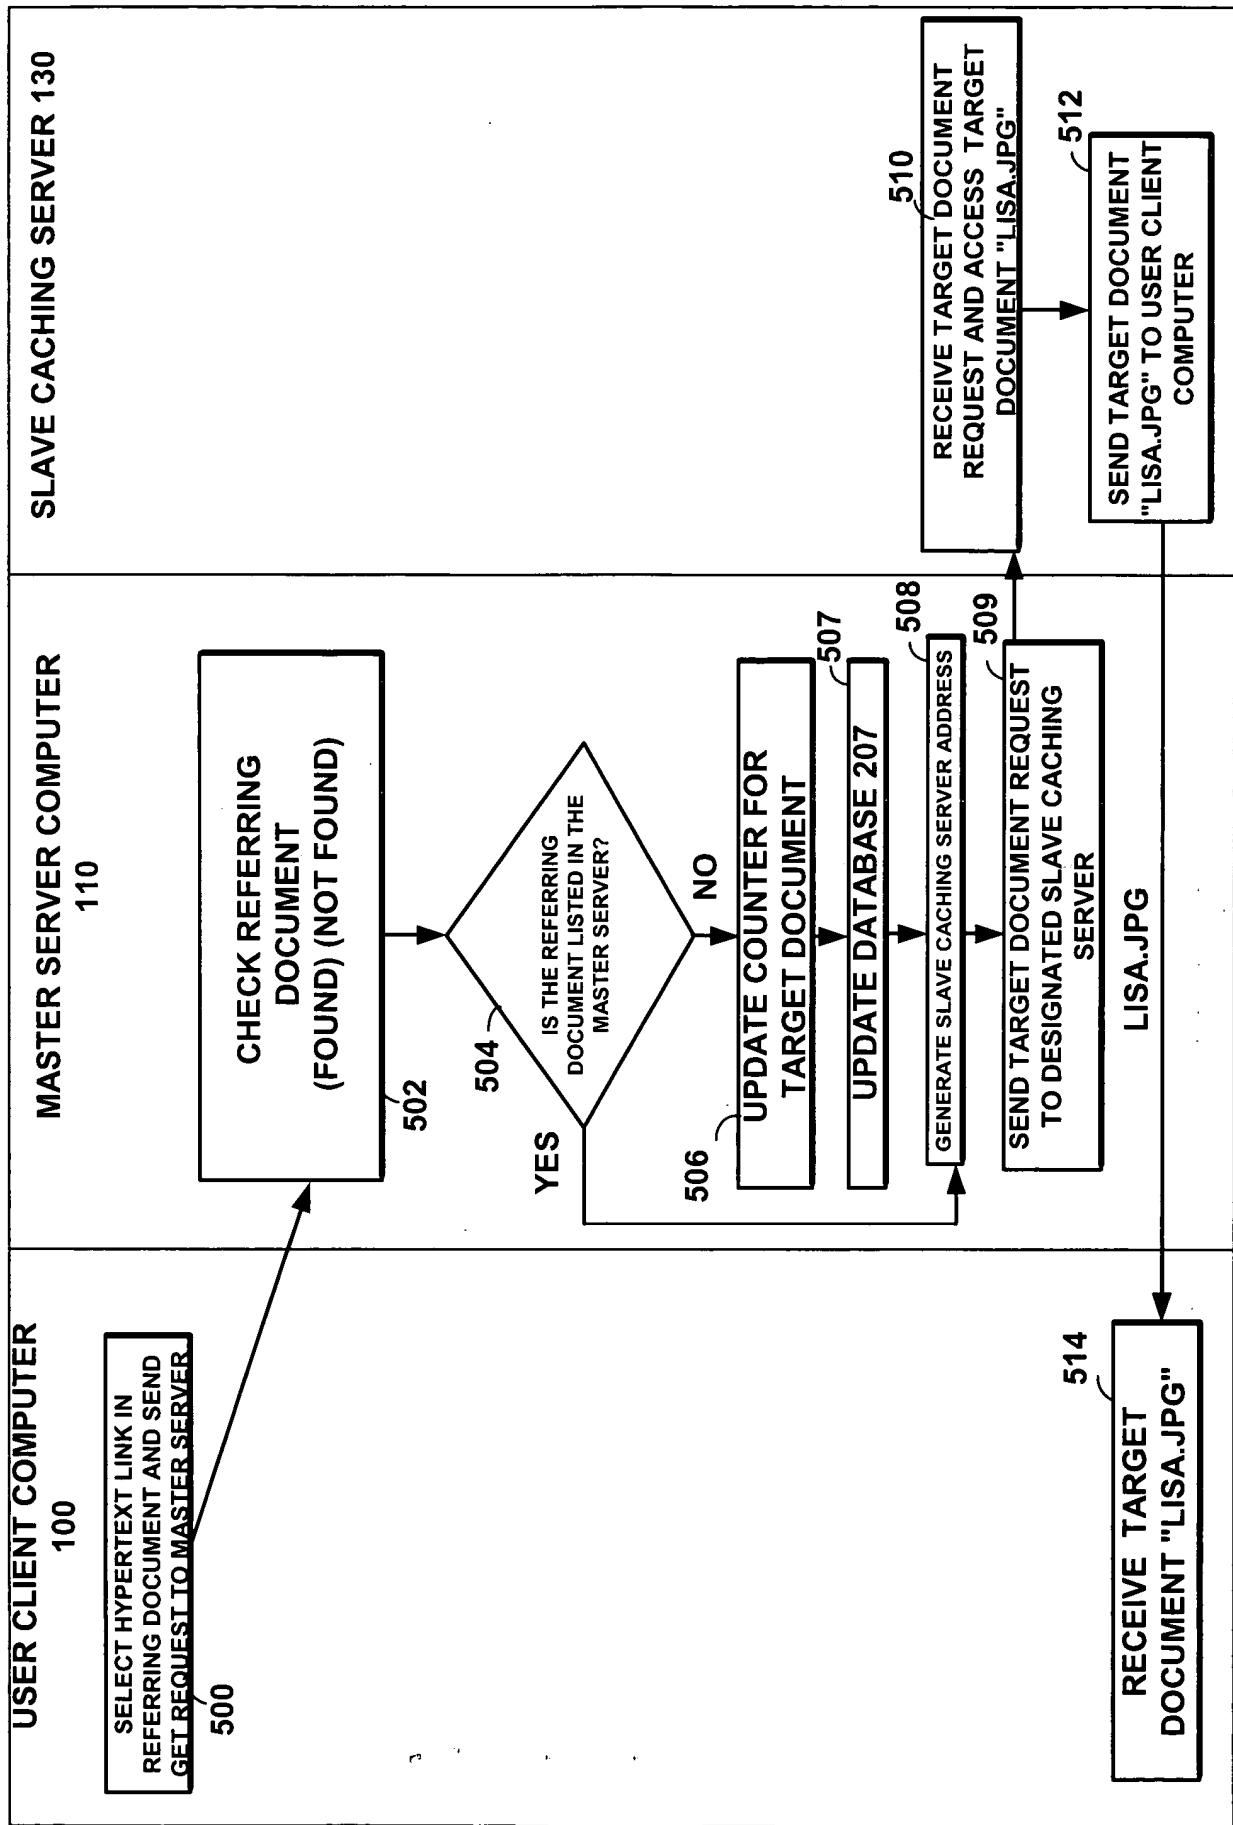 USER CLIENT COMPUTER
100
SELECT HYPERTEXT LINK IN
REFERRING DOCUMENT AND SEND
GET REQUEST TO MASTER SERVER
500
RECEIVE TARGET
DOCUMENT "LISA.JPG"
514
MASTER SERVER COMPUTER
110
CHECK REFERRING
DOCUMENT
(FOUND) (NOT FOUND)
502
IS THE REFERRING
DOCUMENT LISTED IN THE
MASTER SERVER?
504
YES
NO
UPDATE COUNTER FOR
TARGET DOCUMENT
506
UPDATE DATABASE 207
507
GENERATE SLAVE CACHING SERVER ADDRESS
508
SEND TARGET DOCUMENT REQUEST
TO DESIGNATED SLAVE CACHING
SERVER
509
LISA.JPG
SLAVE CACHING SERVER 130
510
RECEIVE TARGET DOCUMENT
REQUEST AND ACCESS TARGET
DOCUMENT "LISA.JPG"
512
SEND TARGET DOCUMENT
"LISA.JPG" TO USER CLIENT
COMPUTER